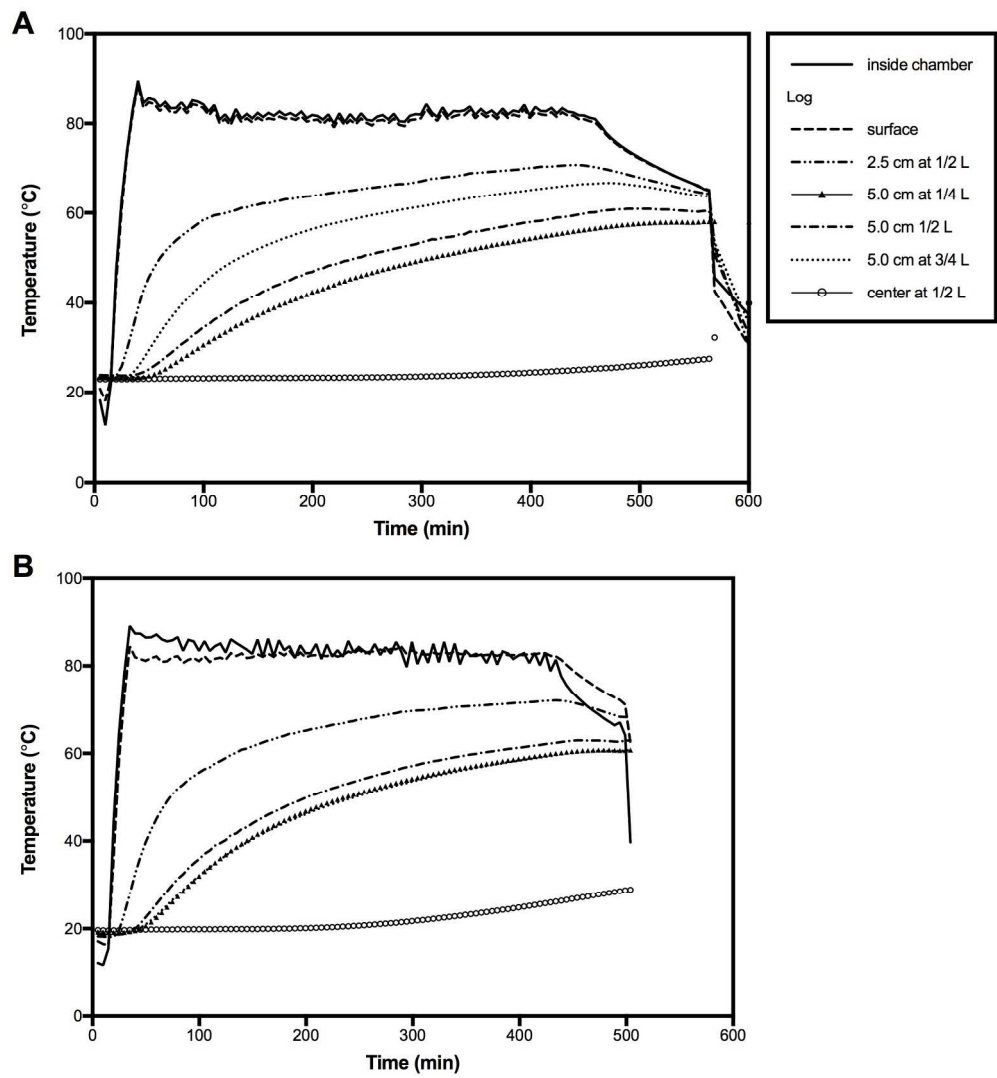 A
100
80
60
40
20
0
Temperature (°C)
0 100 200 300 400 500 600
Time (min)
inside chamber
Log
surface
2.5 cm at 1/2 L
5.0 cm at 1/4 L
5.0 cm 1/2 L
5.0 cm at 3/4 L
center at 1/2 L
B
100
80
60
40
20
0
Temperature (°C)
0 100 200 300 400 500 600
Time (min)